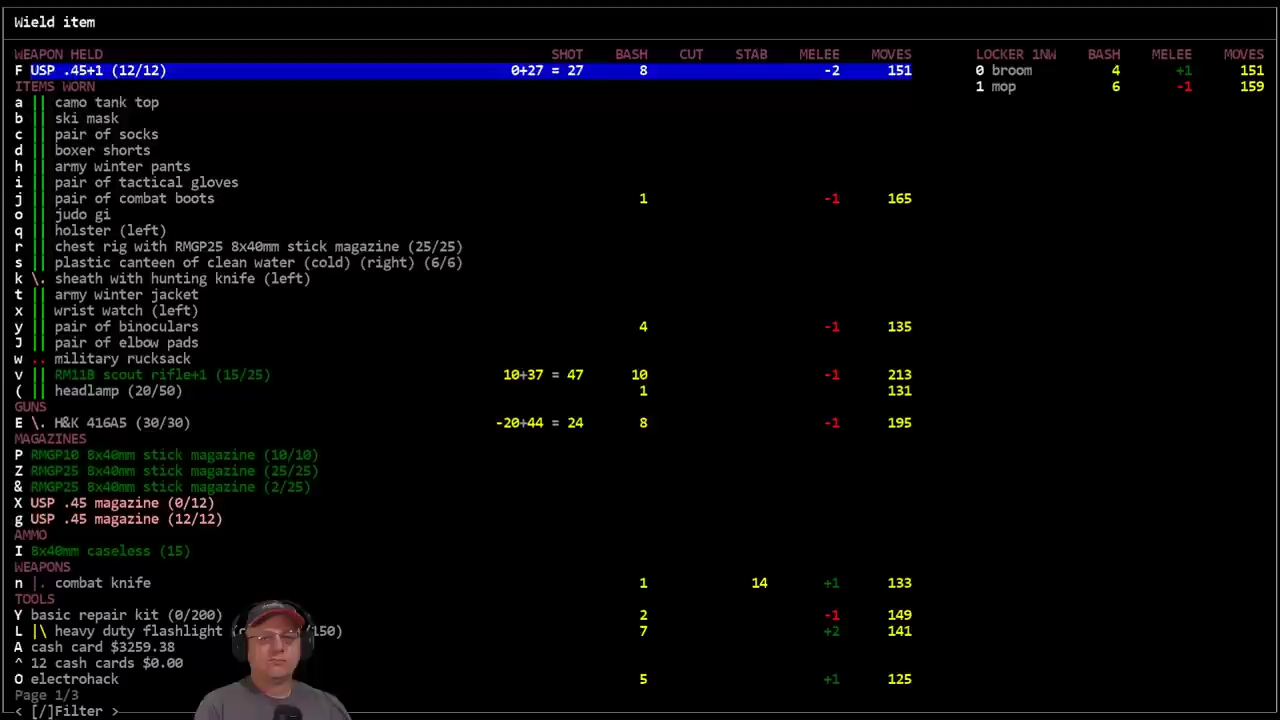 Wield item
WEAPON HELD SHOT BASH CUT STAB MELEE MOVES LOCKER 1NW BASH MELEE MOVES
F USP .45+1 (12/12) 0+27 = 27 8 -2 151 0 broom 4 +1 151
ITEMS WORN 1 mop 6 -1 159
a || camo tank top
b || ski mask
c || pair of socks
d || boxer shorts
h || army winter pants
i || pair of tactical gloves
j || pair of combat boots 1 -1 165
o || judo gi
q || holster (left)
r || chest rig with RMGP25 8x40mm stick magazine (25/25)
s || plastic canteen of clean water (cold) (right) (6/6)
k \. sheath with hunting knife (left)
t || army winter jacket
x || wrist watch (left)
y || pair of binoculars 4 -1 135
J || pair of elbow pads
w .. military rucksack
v || RM11B scout rifle+1 (15/25) 10+37 = 47 10 -1 213
( || headlamp (20/50) 1 131
GUNS
E \. H&K 416A5 (30/30) -20+44 = 24 8 -1 195
MAGAZINES
P RMGP10 8x40mm stick magazine (10/10)
Z RMGP25 8x40mm stick magazine (25/25)
& RMGP25 8x40mm stick magazine (2/25)
X USP .45 magazine (0/12)
g USP .45 magazine (12/12)
AMMO
I 8x40mm caseless (15)
WEAPONS
n |. combat knife 1 14 +1 133
TOOLS
Y basic repair kit (0/200) 2 -1 149
L |\ heavy duty flashlight /150) 7 +2 141
A cash card $3259.38
^ 12 cash cards $0.00
O electrohack 5 +1 125
Page 1/3
< [/]Filter >